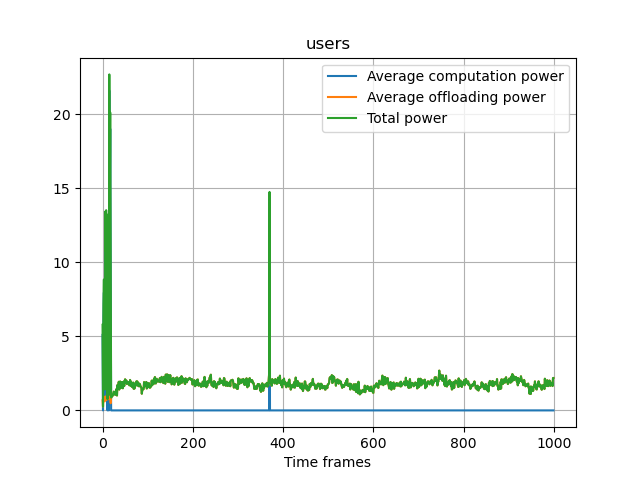 users
Average computation power
Average offloading power
Total power
20
15
10
5
0
0 200 400 600 800 1000
Time frames